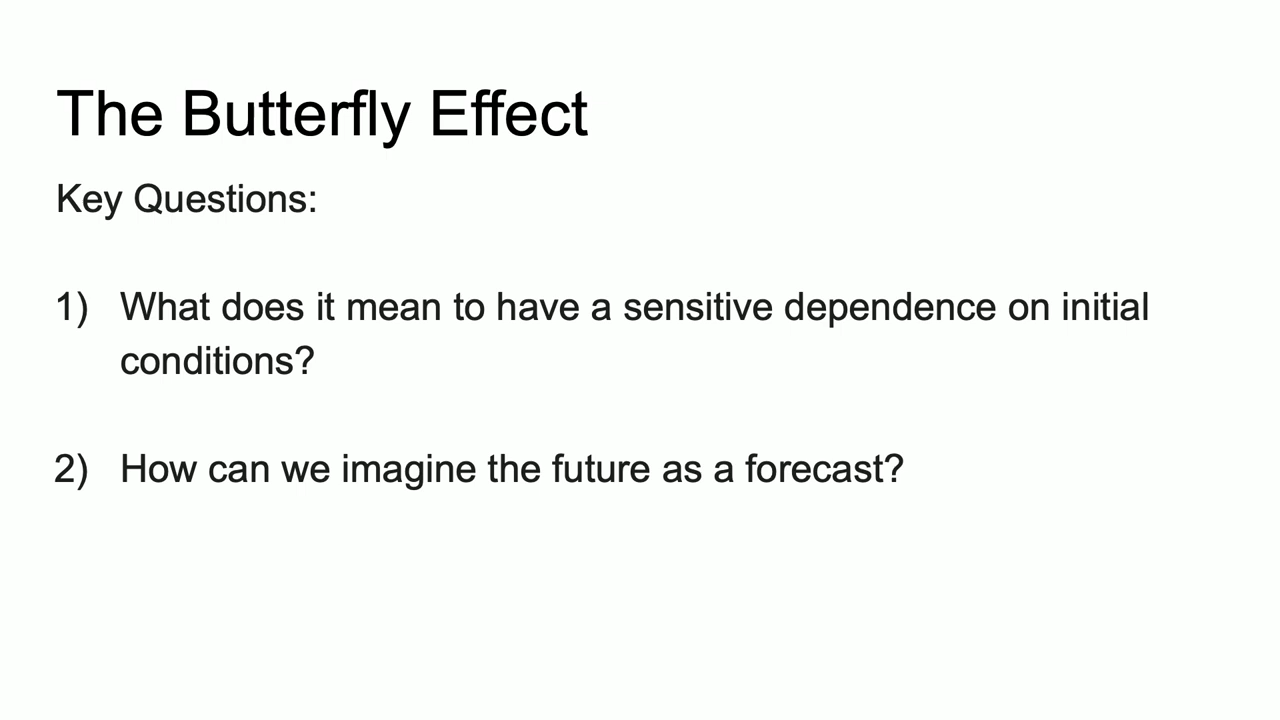 The Butterfly Effect
Key Questions:
1) What does it mean to have a sensitive dependence on initial
conditions?
2) How can we imagine the future as a forecast?